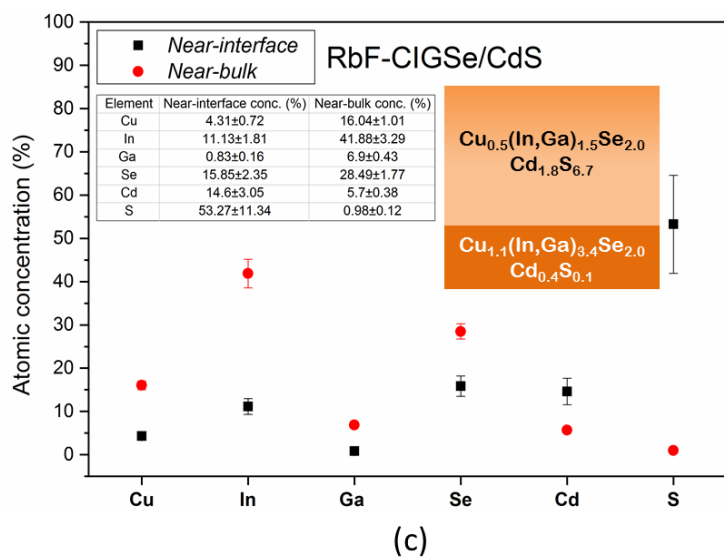 100
90
80
70
60
50
40
30
20
10
0
Atomic concentration (%)
Near-interface
Near-bulk
RbF-CIGSe/CdS
Element Near-interface conc. (%) Near-bulk conc. (%)
Cu 4.31±0.72 16.04±1.01
In 11.13±1.81 41.88±3.29
Ga 0.83±0.16 6.9±0.43
Se 15.85±2.35 28.49±1.77
Cd 14.6±3.05 5.7±0.38
S 53.27±11.34 0.98±0.12
Cu₀.₅(In,Ga)₁.₅Se₂.₀
Cd₁.₈S₆.₇
Cu₁.₁(In,Ga)₃.₄Se₂.₀
Cd₀.₄S₀.₁
Cu In Ga Se Cd S
(c)